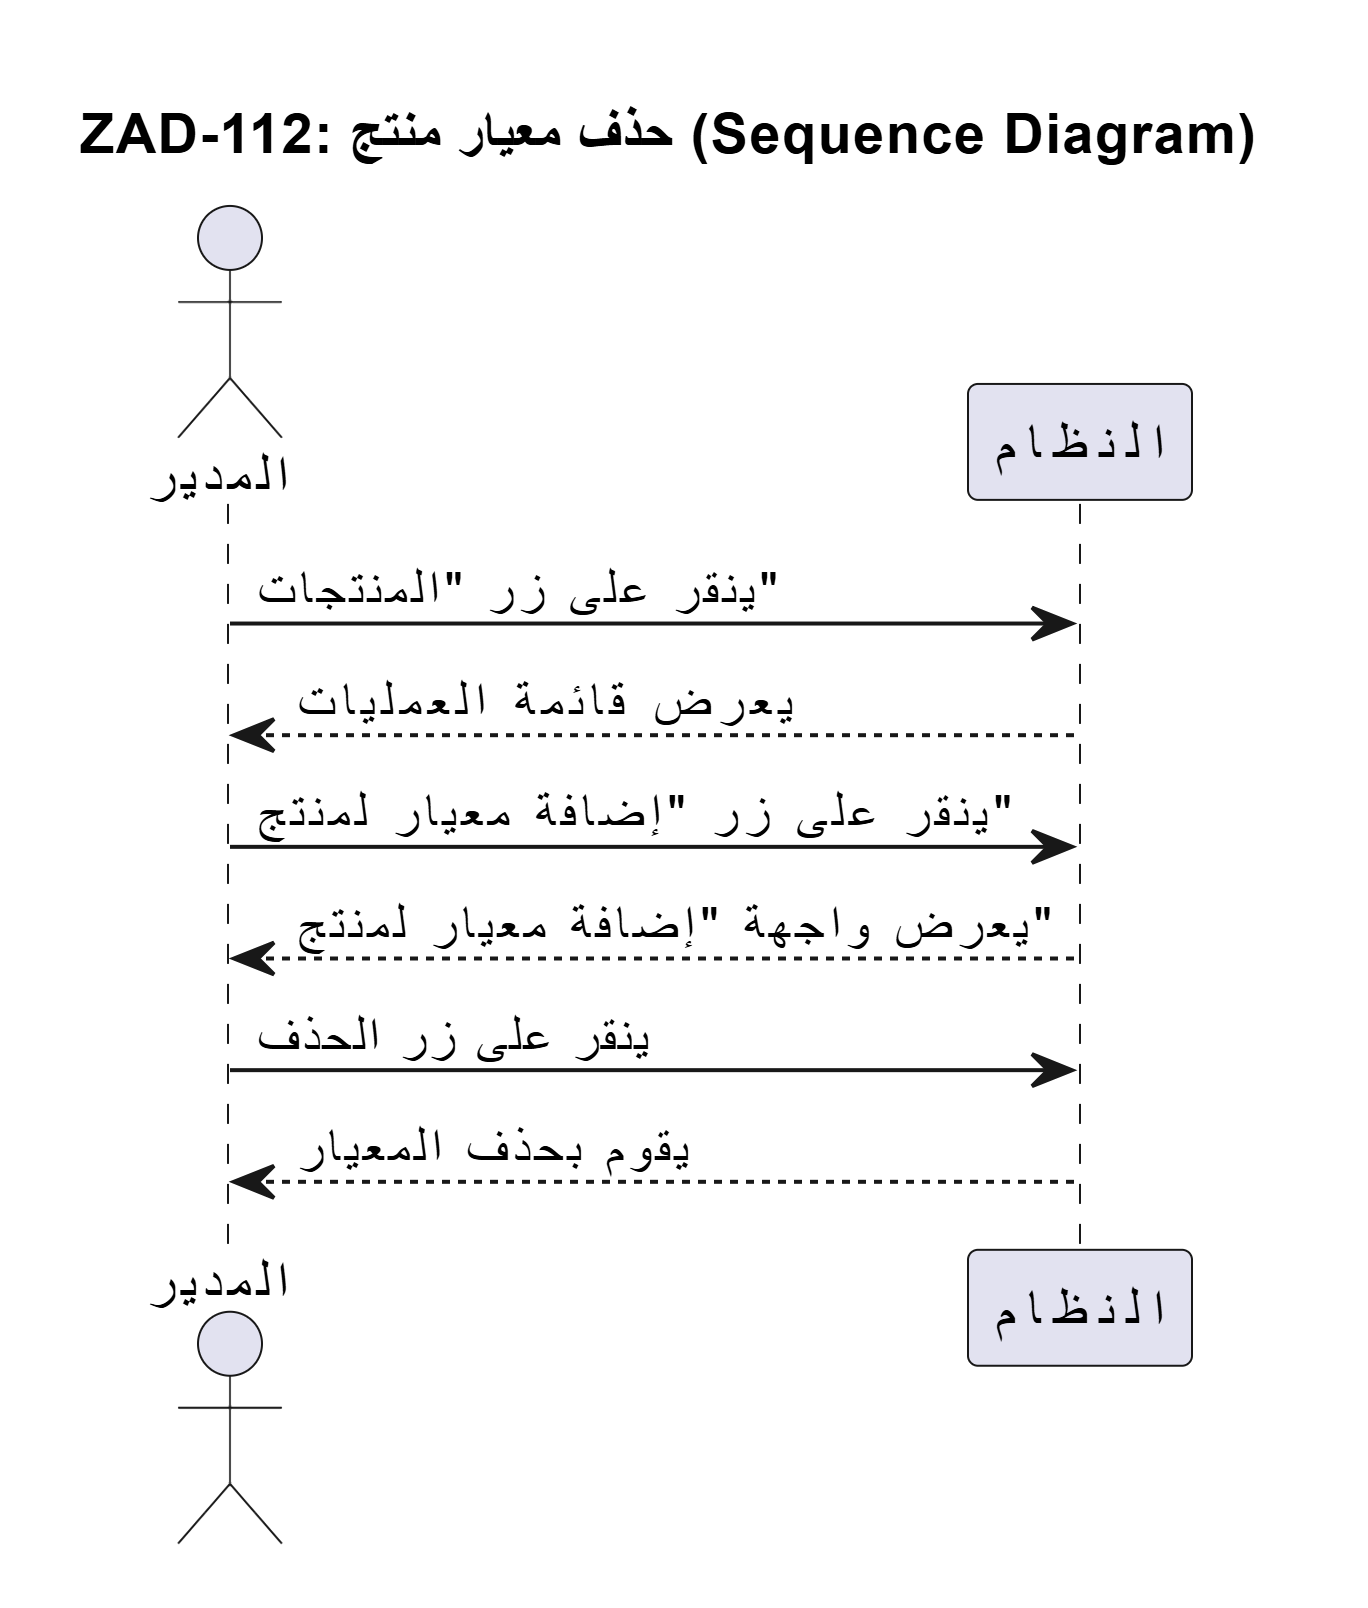 ZAD-112: حذف معيار منتج (Sequence Diagram)
المدير
النظام
ينقر على زر "المنتجات"
يعرض قائمة العمليات
ينقر على زر "إضافة معيار لمنتج"
يعرض واجهة "إضافة معيار لمنتج"
ينقر على زر الحذف
يقوم بحذف المعيار
المدير
النظام